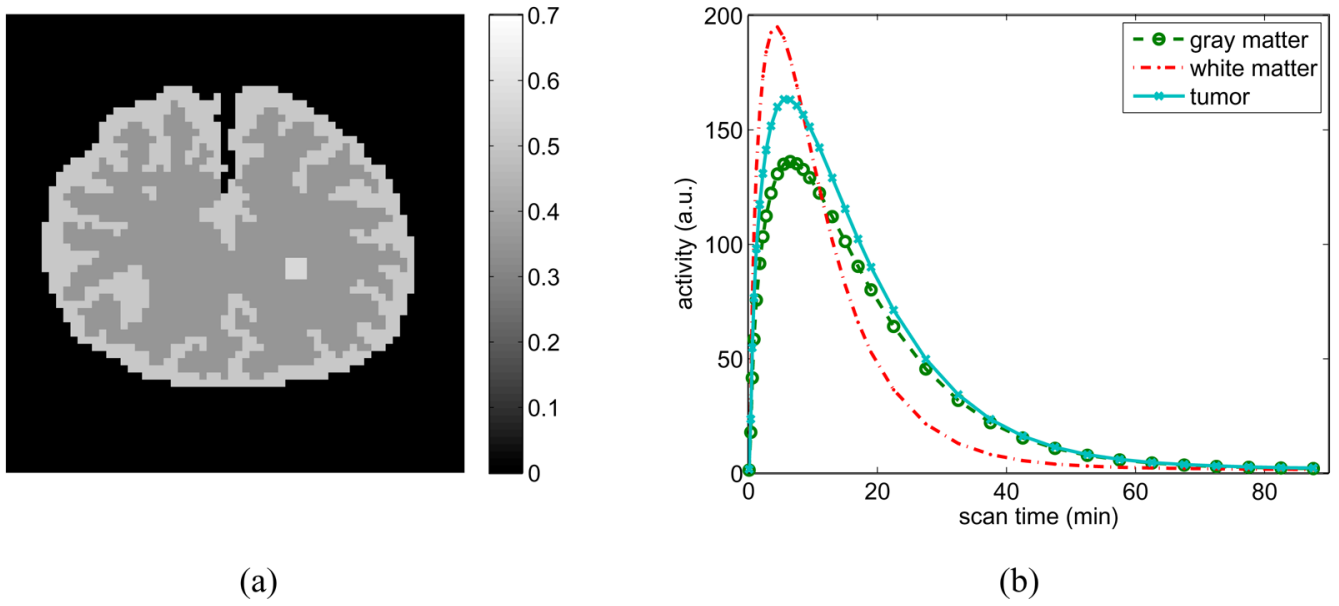 0.7
0.6
0.5
0.4
0.3
0.2
0.1
0
(a)
200
150
100
50
0
activity (a.u.)
gray matter
white matter
tumor
0 20 40 60 80
scan time (min)
(b)